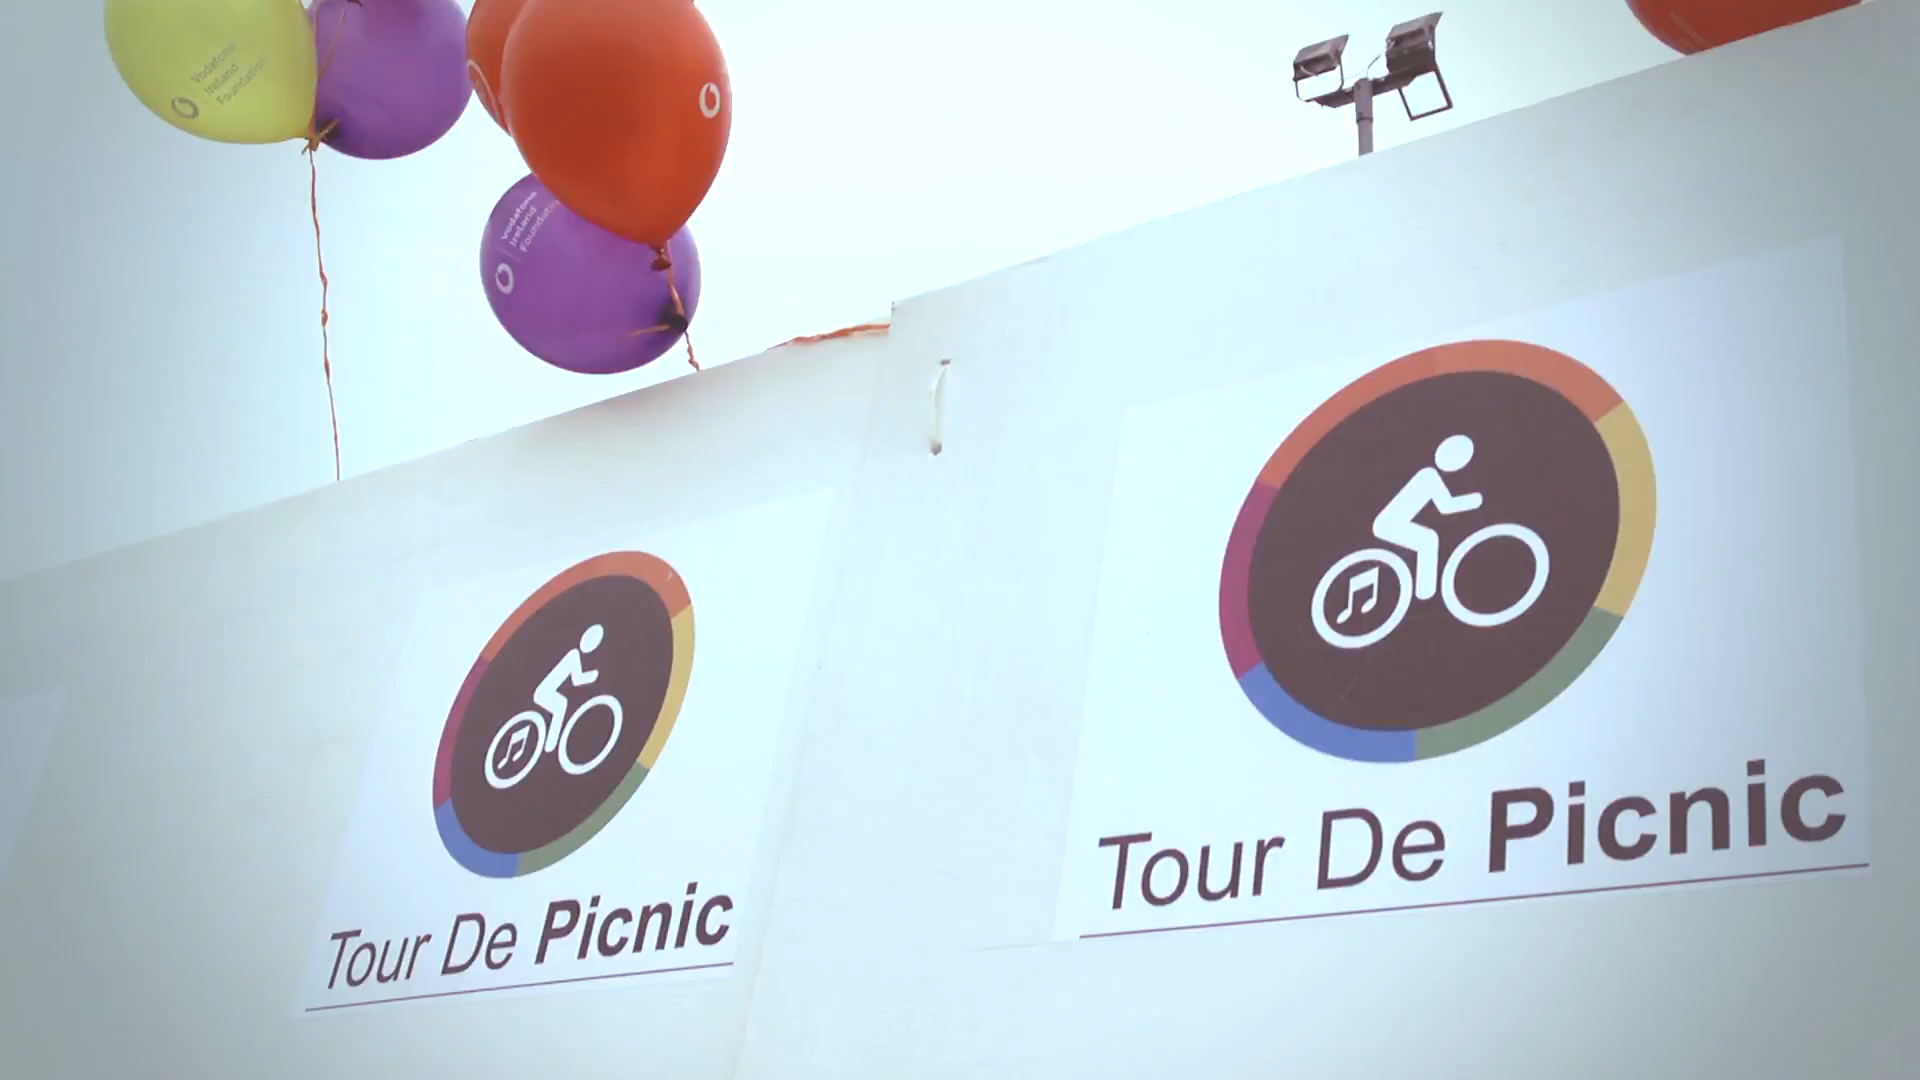 Vodafone
Ireland
Foundation
Vodafone
Ireland
Foundation
Tour De Picnic
Tour De Picnic